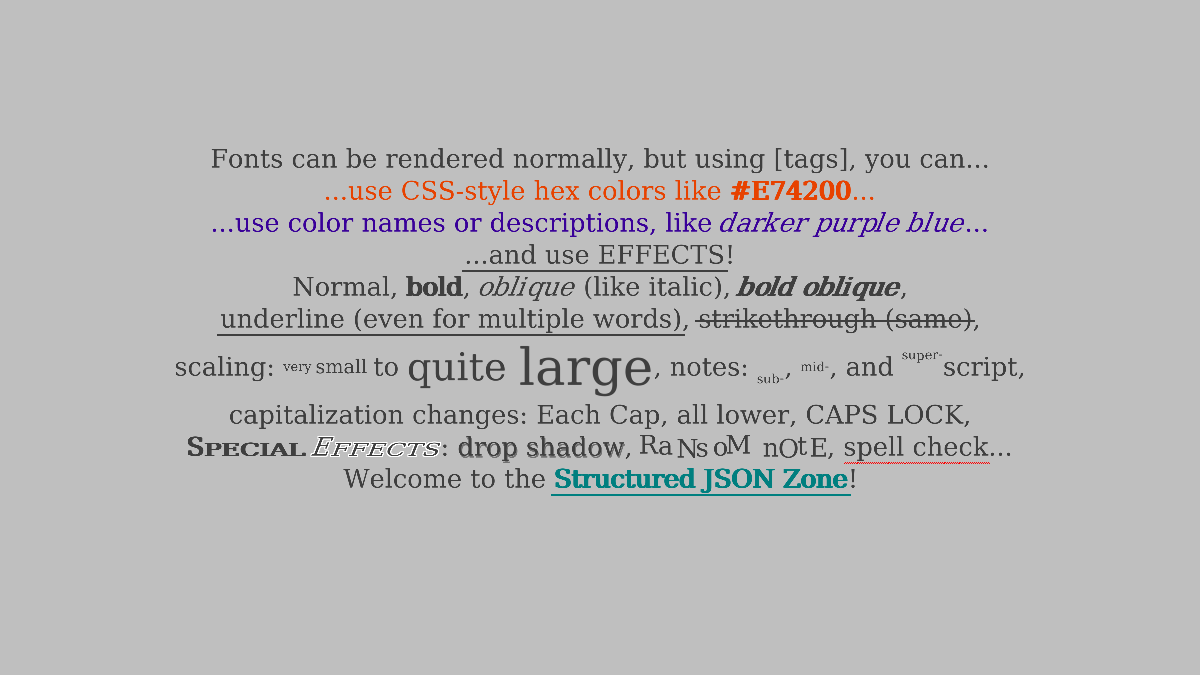 Fonts can be rendered normally, but using [tags], you can...
...use CSS-style hex colors like #E74200...
...use color names or descriptions, like darker purple blue...
...and use EFFECTS!
Normal, bold, oblique (like italic), bold oblique,
underline (even for multiple words), strikethrough (same),
scaling: very small to quite large, notes: sub-, mid-, and super-script,
capitalization changes: Each Cap, all lower, CAPS LOCK,
SPECIAL EFFECTS: drop shadow, RaNsoM nOtE, spell check...
Welcome to the Structured JSON Zone!